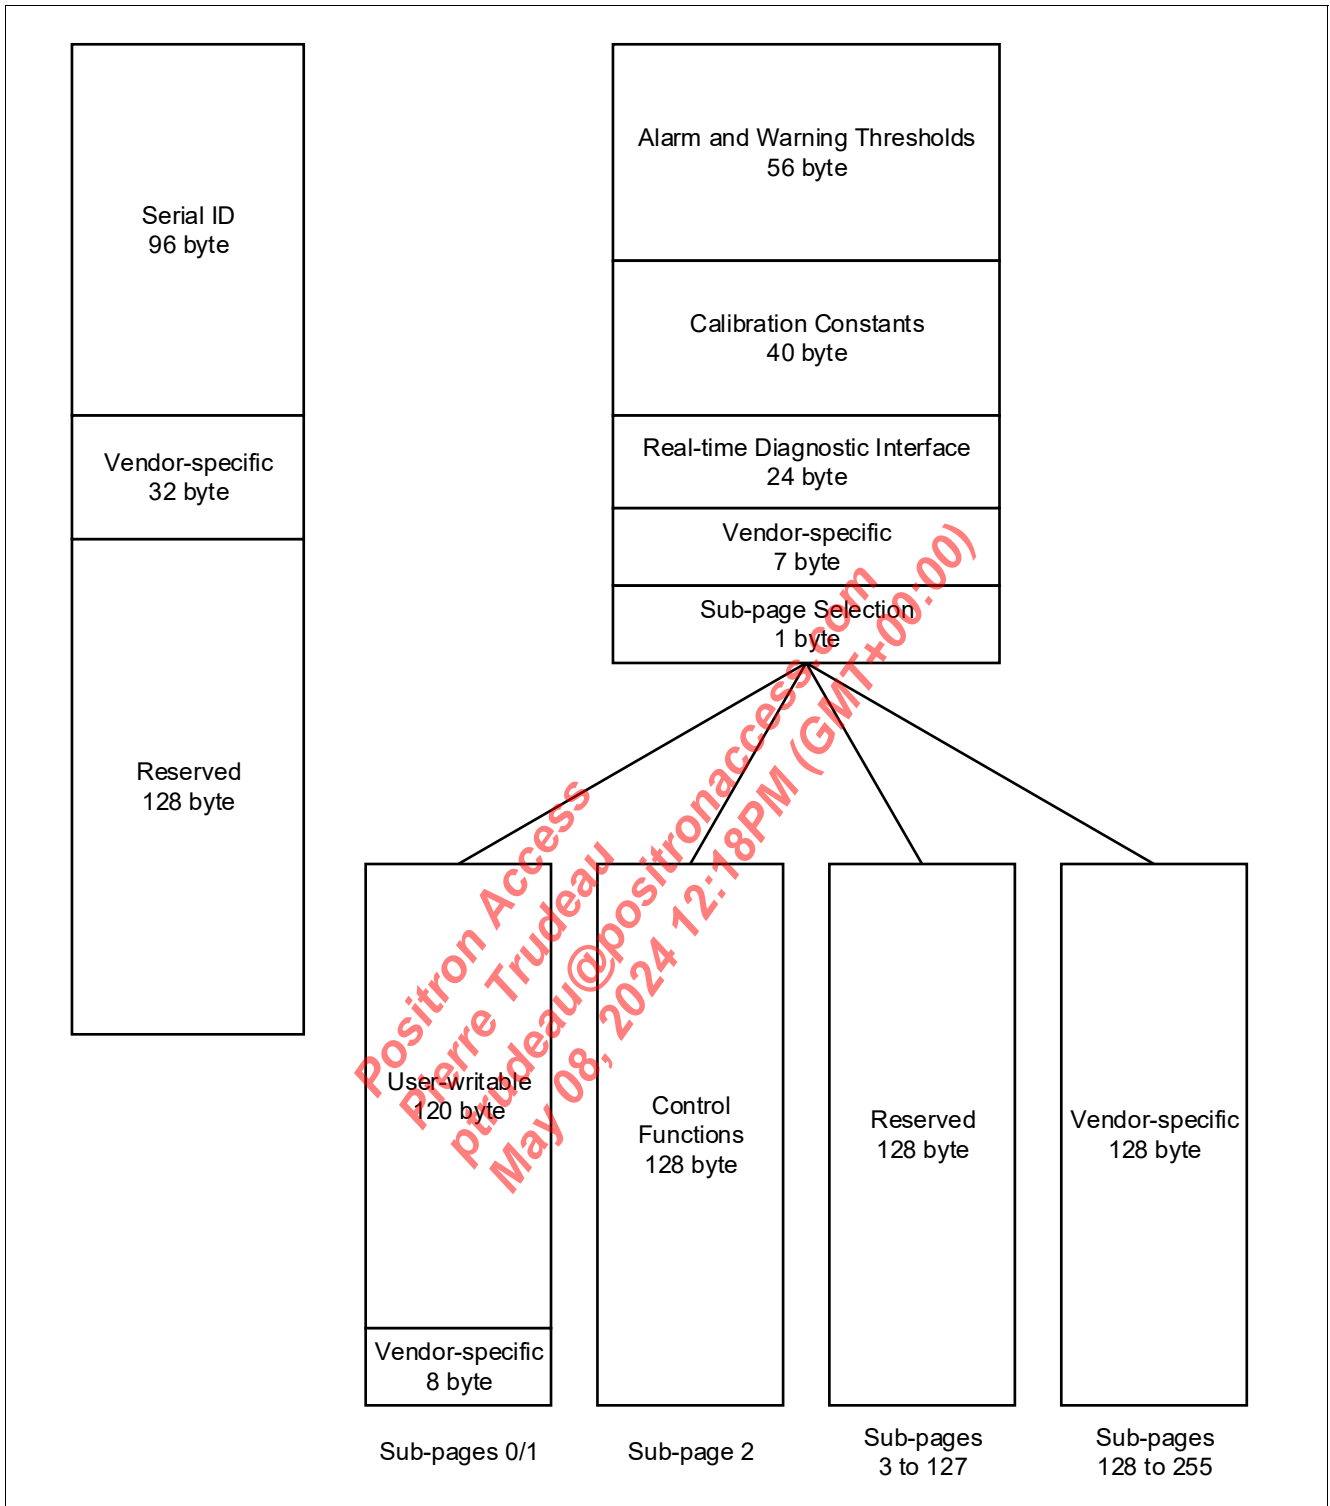 Serial ID
96 byte
Vendor-specific
32 byte
Reserved
128 byte
Alarm and Warning Thresholds
56 byte
Calibration Constants
40 byte
Real-time Diagnostic Interface
24 byte
Vendor-specific
7 byte
Sub-page Selection
1 byte
User-writable
120 byte
Vendor-specific
8 byte
Sub-pages 0/1
Control
Functions
128 byte
Sub-page 2
Reserved
128 byte
Sub-pages
3 to 127
Vendor-specific
128 byte
Sub-pages
128 to 255
Positron Access
Pierre Trudeau
ptrudeau@positronaccess.com
May 08, 2024 12:18PM (GMT+00:00)